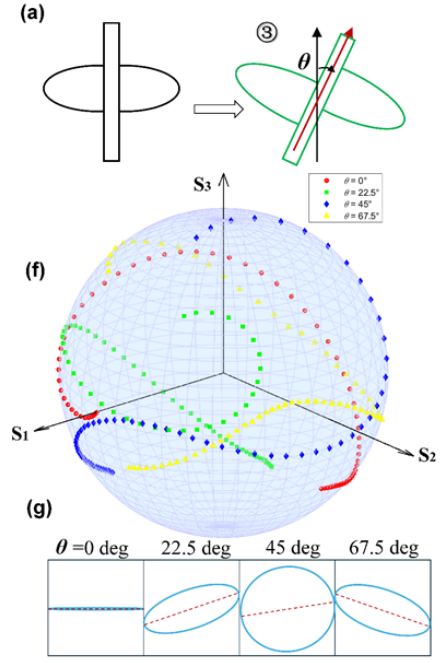 (a)
③
θ
θ = 0°
θ = 22.5°
θ = 45°
θ = 67.5°
S3
(f)
S1
S2
(g)
θ =0 deg 22.5 deg 45 deg 67.5 deg